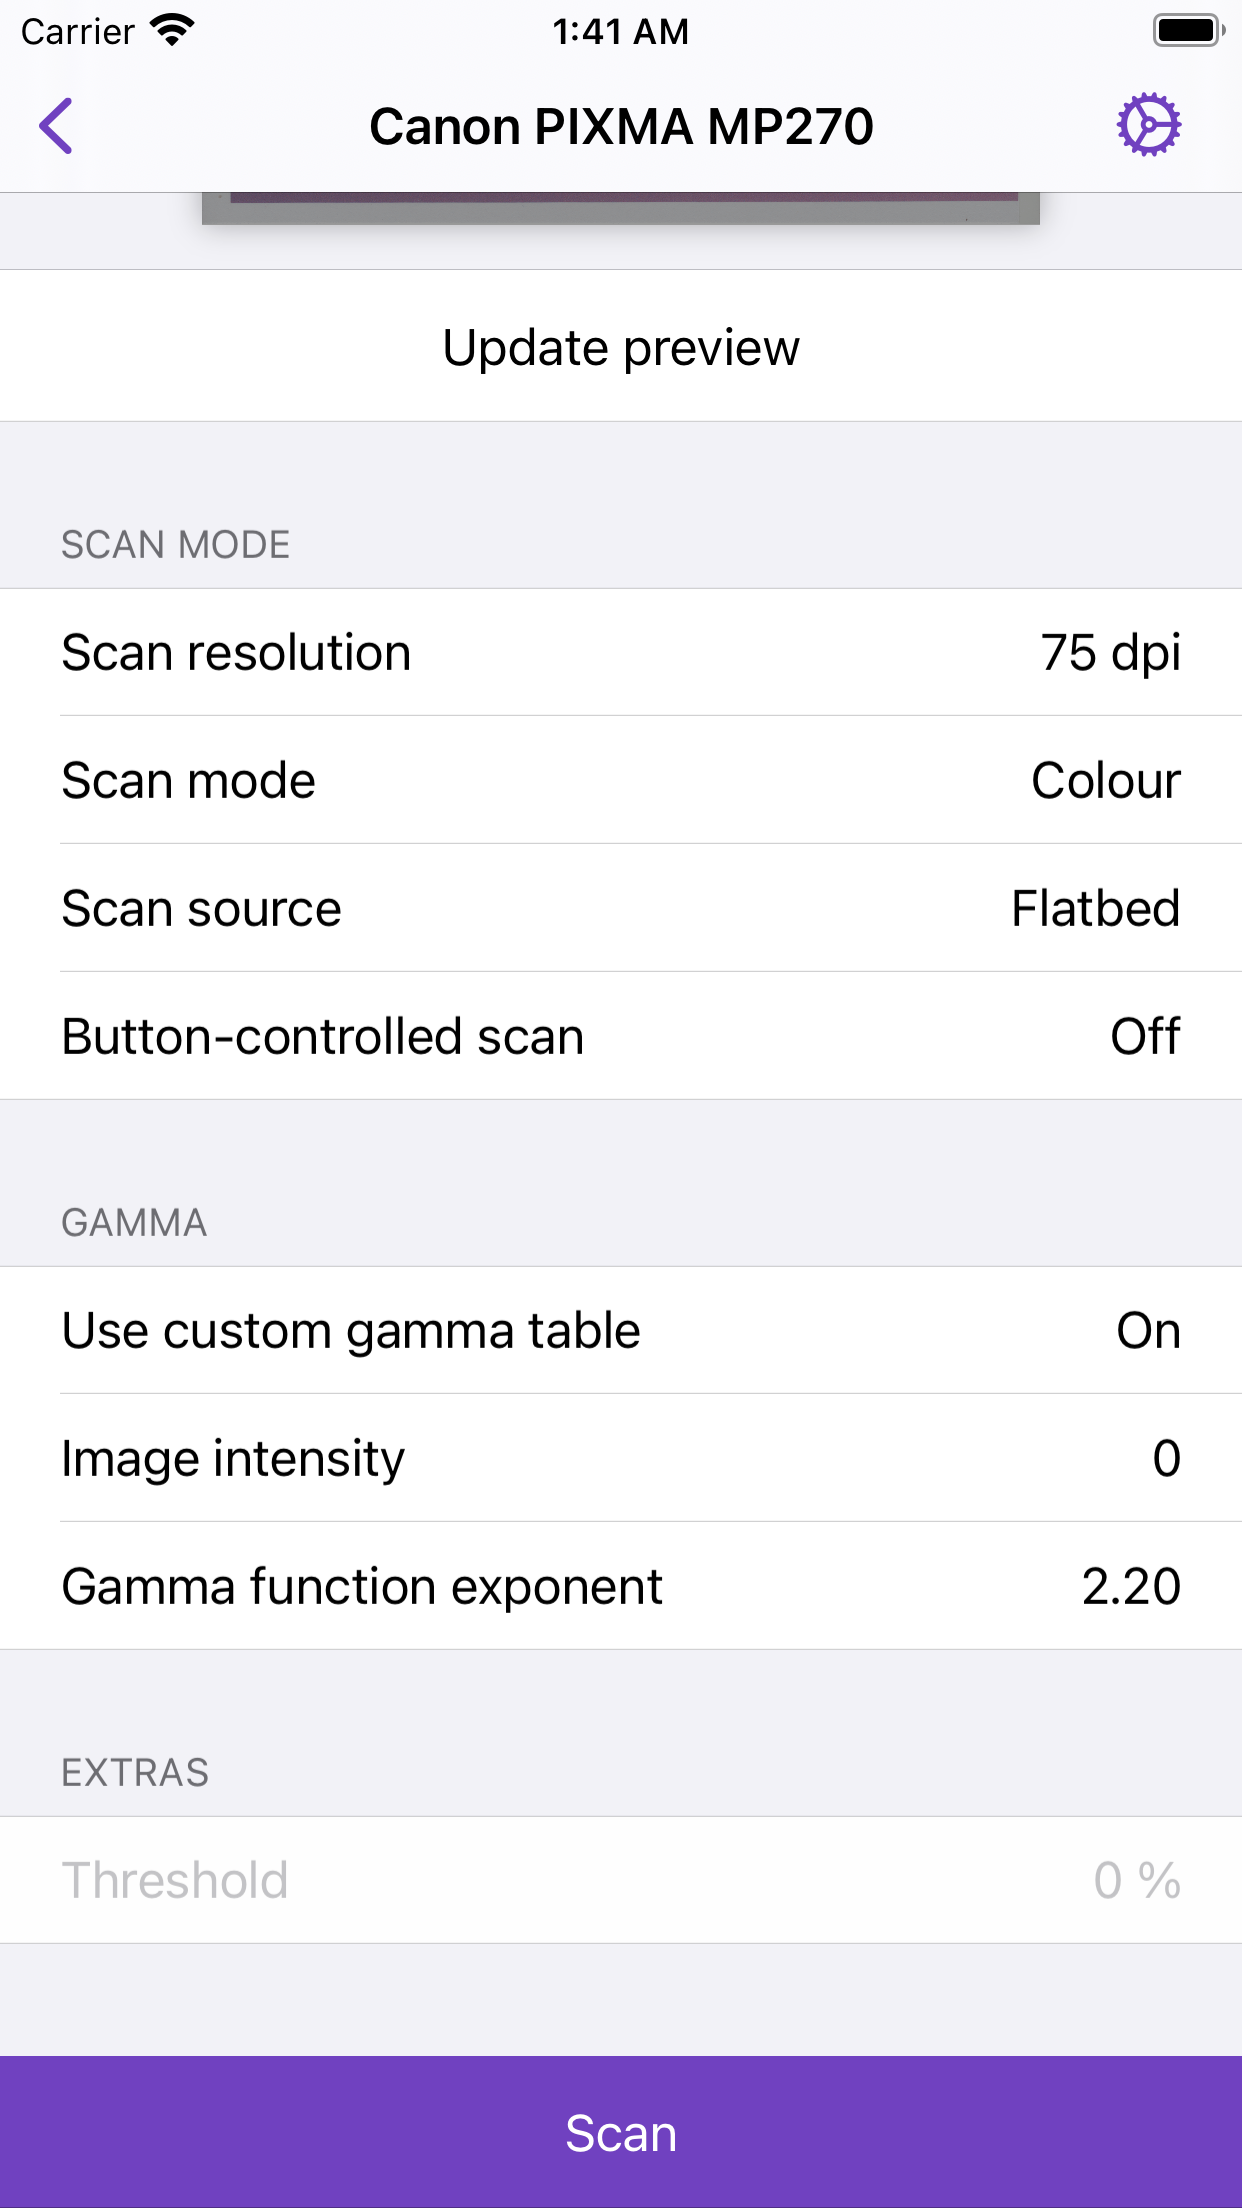 Carrier 1:41 AM
Canon PIXMA MP270
Update preview
SCAN MODE
Scan resolution 75 dpi
Scan mode Colour
Scan source Flatbed
Button-controlled scan Off
GAMMA
Use custom gamma table On
Image intensity 0
Gamma function exponent 2.20
EXTRAS
Threshold 0 %
Scan